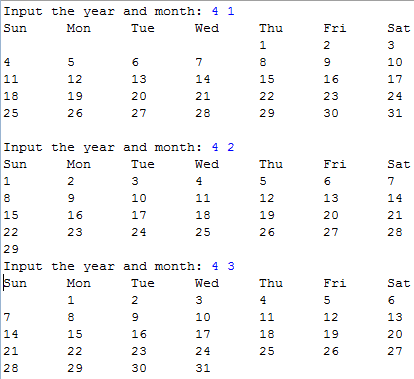 Input the year and month: 4 1
Sun Mon Tue Wed Thu Fri Sat
1 2 3
4 5 6 7 8 9 10
11 12 13 14 15 16 17
18 19 20 21 22 23 24
25 26 27 28 29 30 31
Input the year and month: 4 2
Sun Mon Tue Wed Thu Fri Sat
1 2 3 4 5 6 7
8 9 10 11 12 13 14
15 16 17 18 19 20 21
22 23 24 25 26 27 28
29
Input the year and month: 4 3
Sun Mon Tue Wed Thu Fri Sat
1 2 3 4 5 6
7 8 9 10 11 12 13
14 15 16 17 18 19 20
21 22 23 24 25 26 27
28 29 30 31